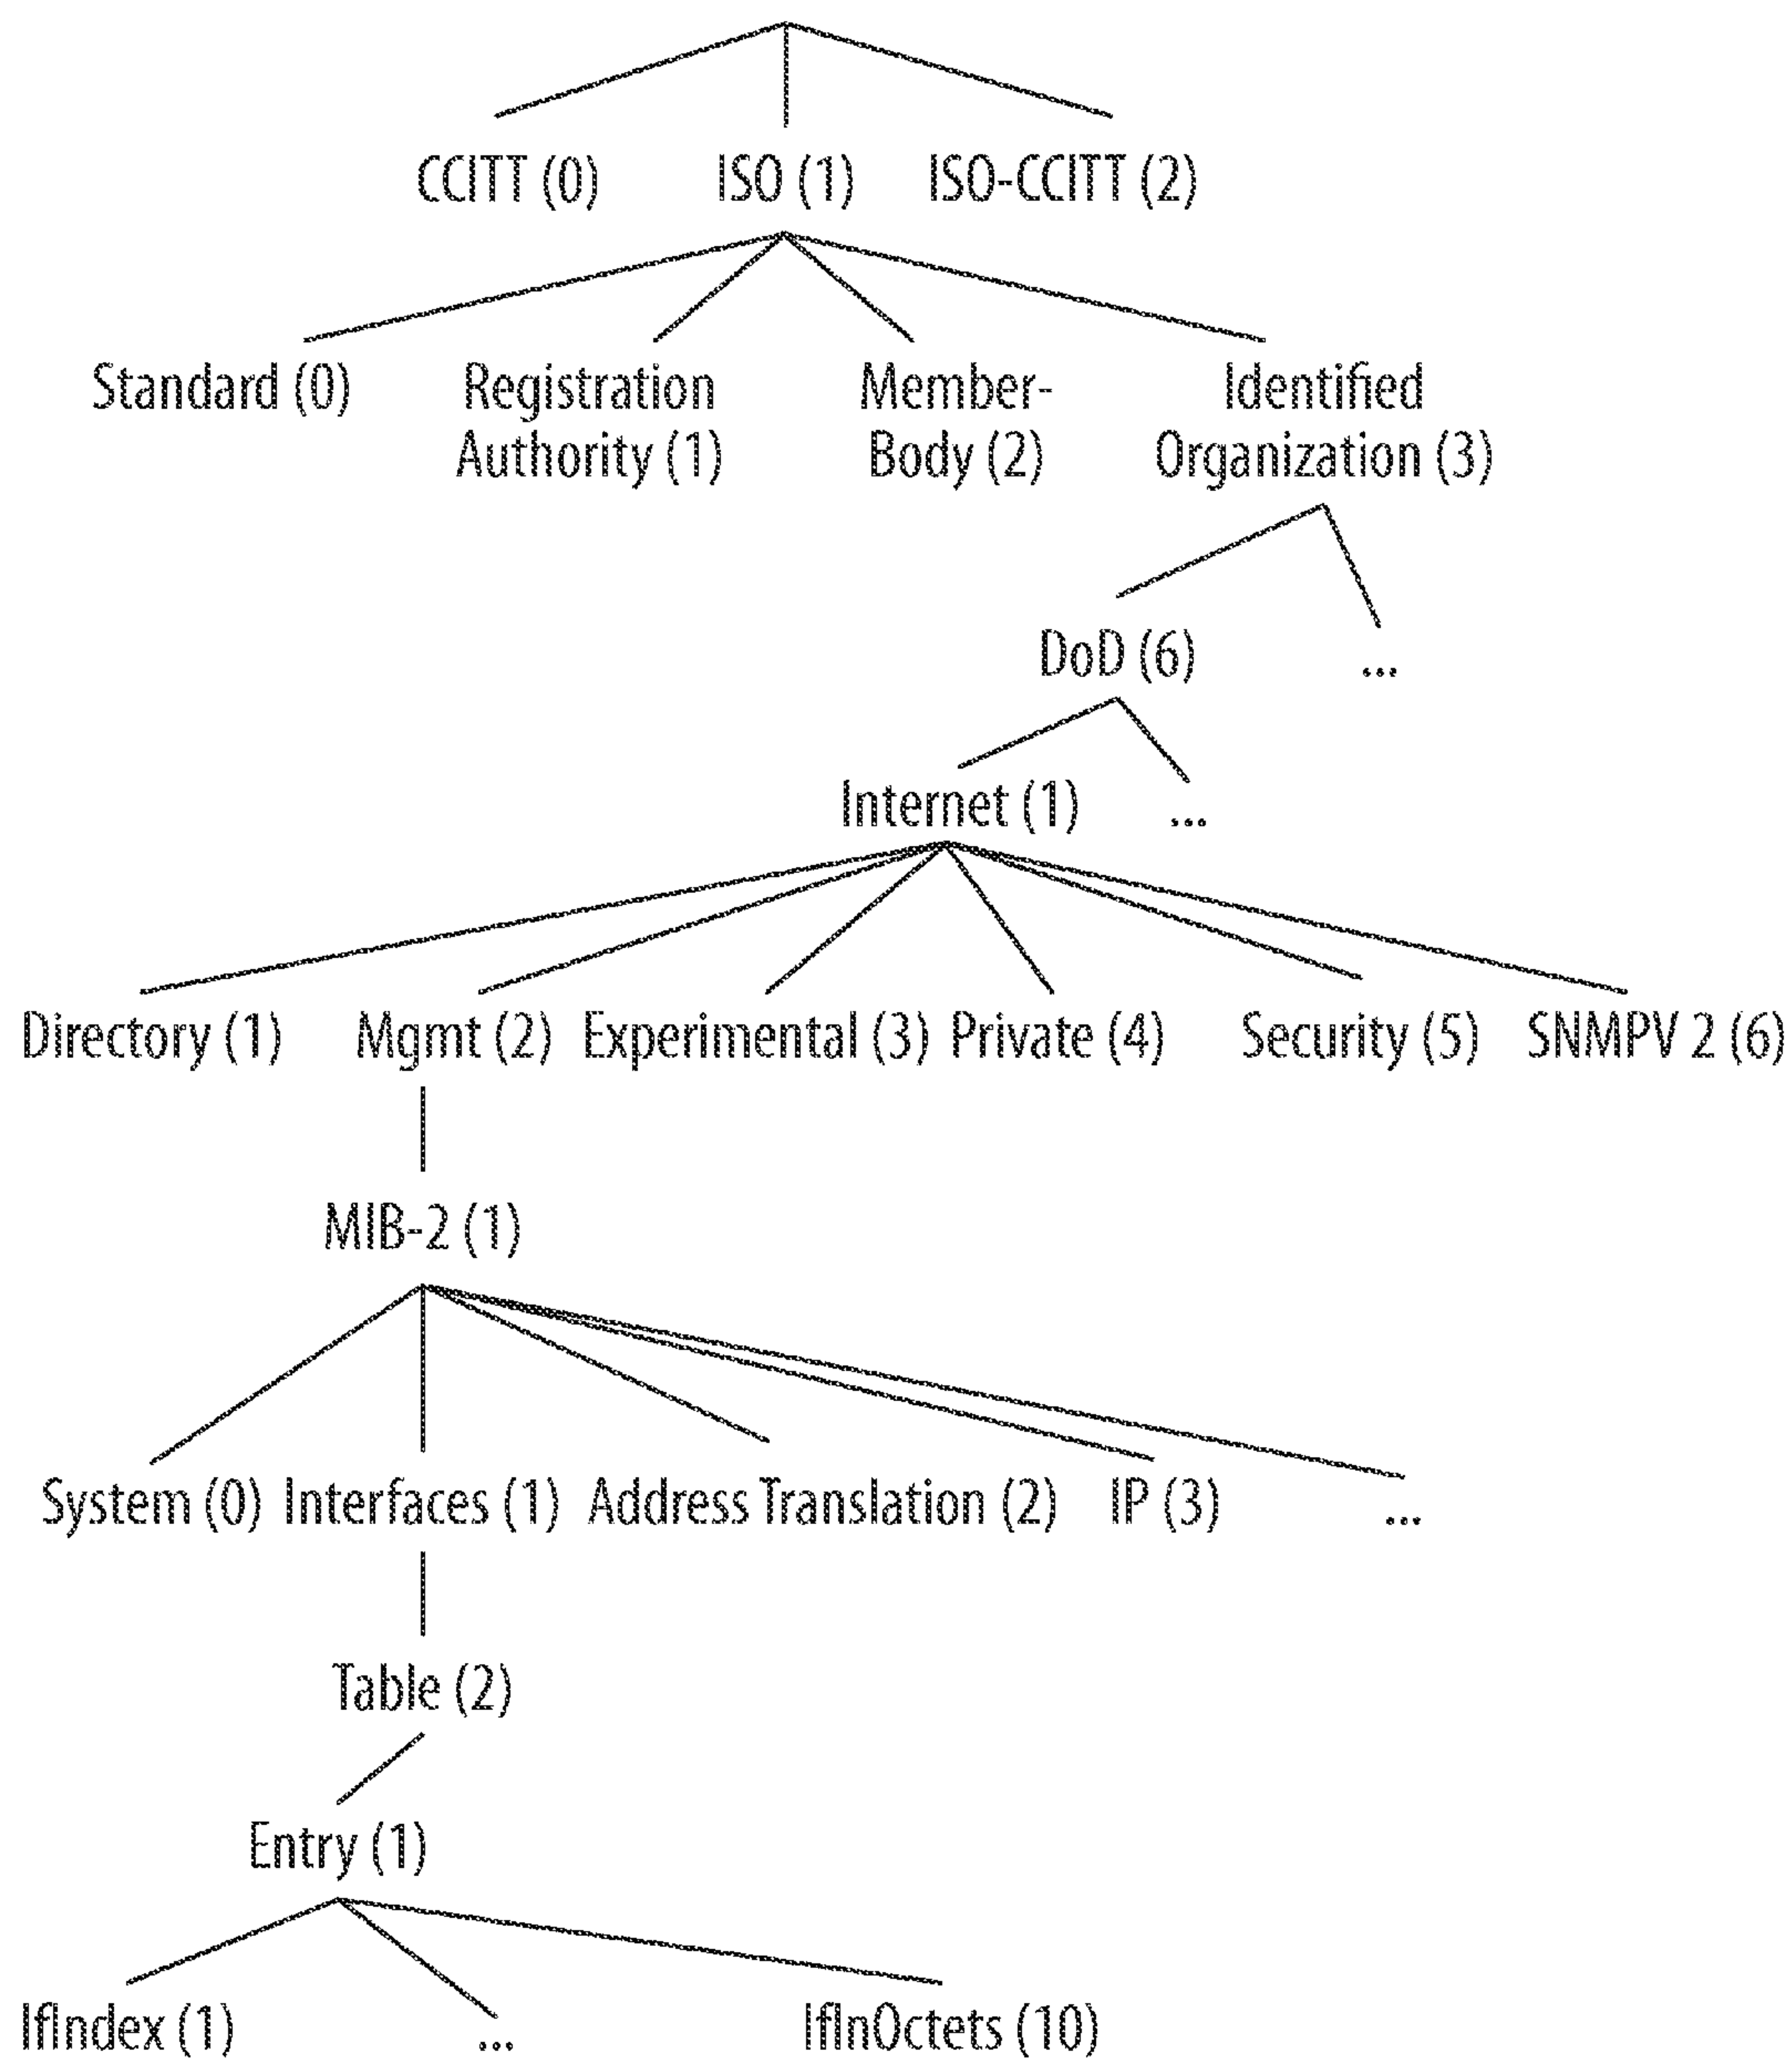 CCITT (0) ISO (1) ISO-CCITT (2)
Standard (0) Registration Member- Identified
Authority (1) Body (2) Organization (3)
DoD (6) ...
Internet (1) ...
Directory (1) Mgmt (2) Experimental (3) Private (4) Security (5) SNMPV 2 (6)
MIB-2 (1)
System (0) Interfaces (1) Address Translation (2) IP (3) ...
Table (2)
Entry (1)
IfIndex (1) ... IfInOctets (10)